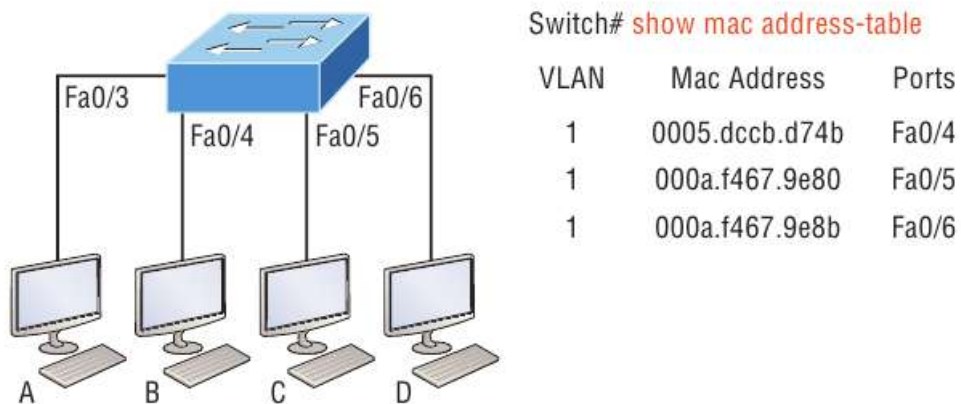 Switch# show mac address-table
VLAN Mac Address Ports
1 0005.dccb.d74b Fa0/4
1 000a.f467.9e80 Fa0/5
1 000a.f467.9e8b Fa0/6
Fa0/3 Fa0/6
Fa0/4 Fa0/5
A B C D